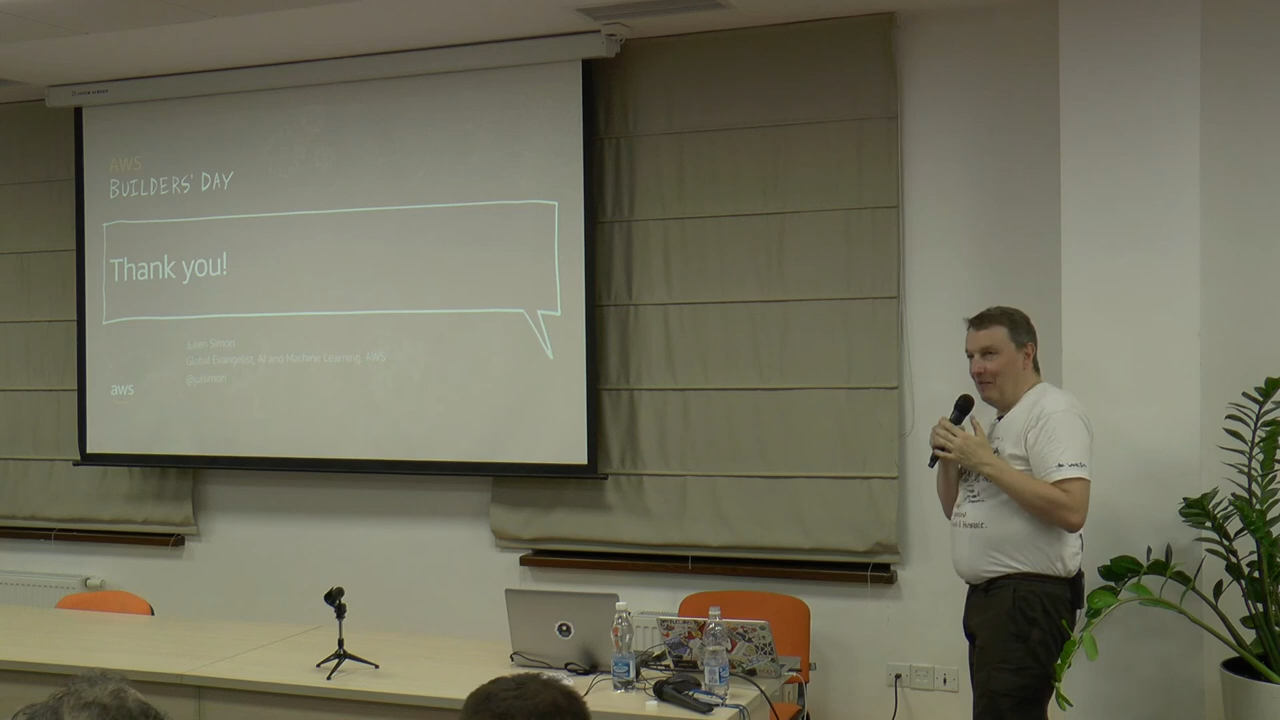 AWS
BUILDERS' DAY
Thank you!
Julien Simon
Global Evangelist, AI and Machine Learning, AWS
@julsimon
aws